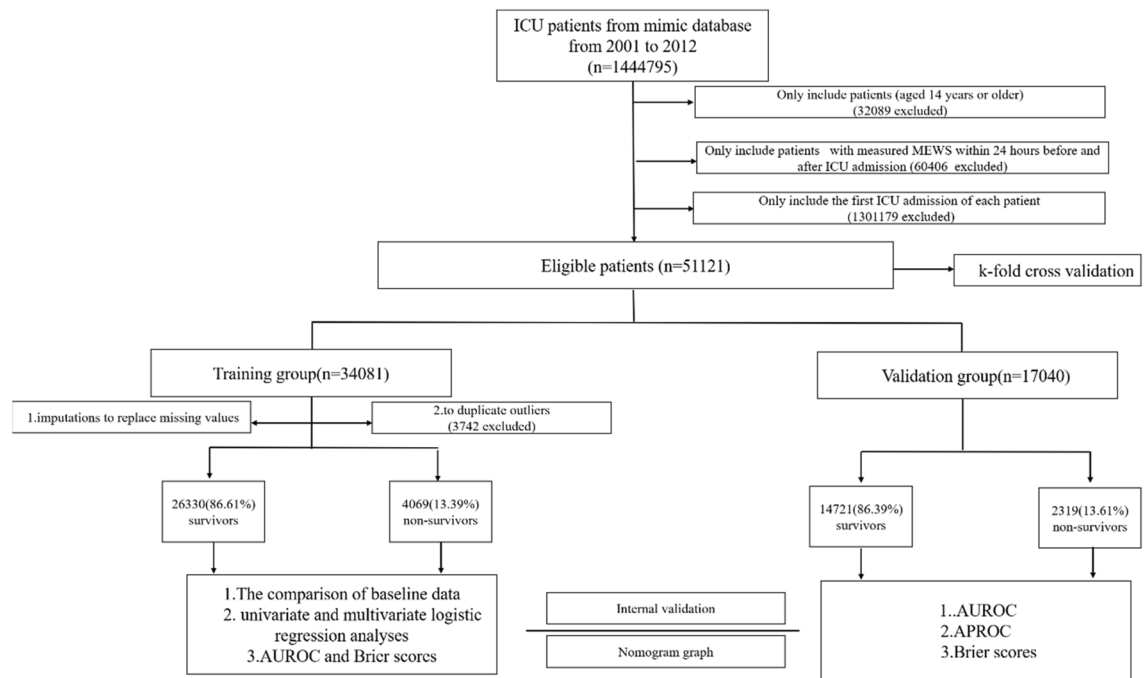 ICU patients from mimic database
from 2001 to 2012
(n=1444795)
Only include patients (aged 14 years or older)
(32089 excluded)
Only include patients with measured MEWS within 24 hours before and
after ICU admission (60406 excluded)
Only include the first ICU admission of each patient
(1301179 excluded)
Eligible patients (n=51121)
k-fold cross validation
Training group(n=34081)
Validation group(n=17040)
1.imputations to replace missing values
2.to duplicate outliers
(3742 excluded)
26330(86.61%)
survivors
4069(13.39%)
non-survivors
14721(86.39%)
survivors
2319(13.61%)
non-survivors
1.The comparison of baseline data
2. univariate and multivariate logistic
regression analyses
3.AUROC and Brier scores
Internal validation
Nomogram graph
1..AUROC
2.APROC
3.Brier scores